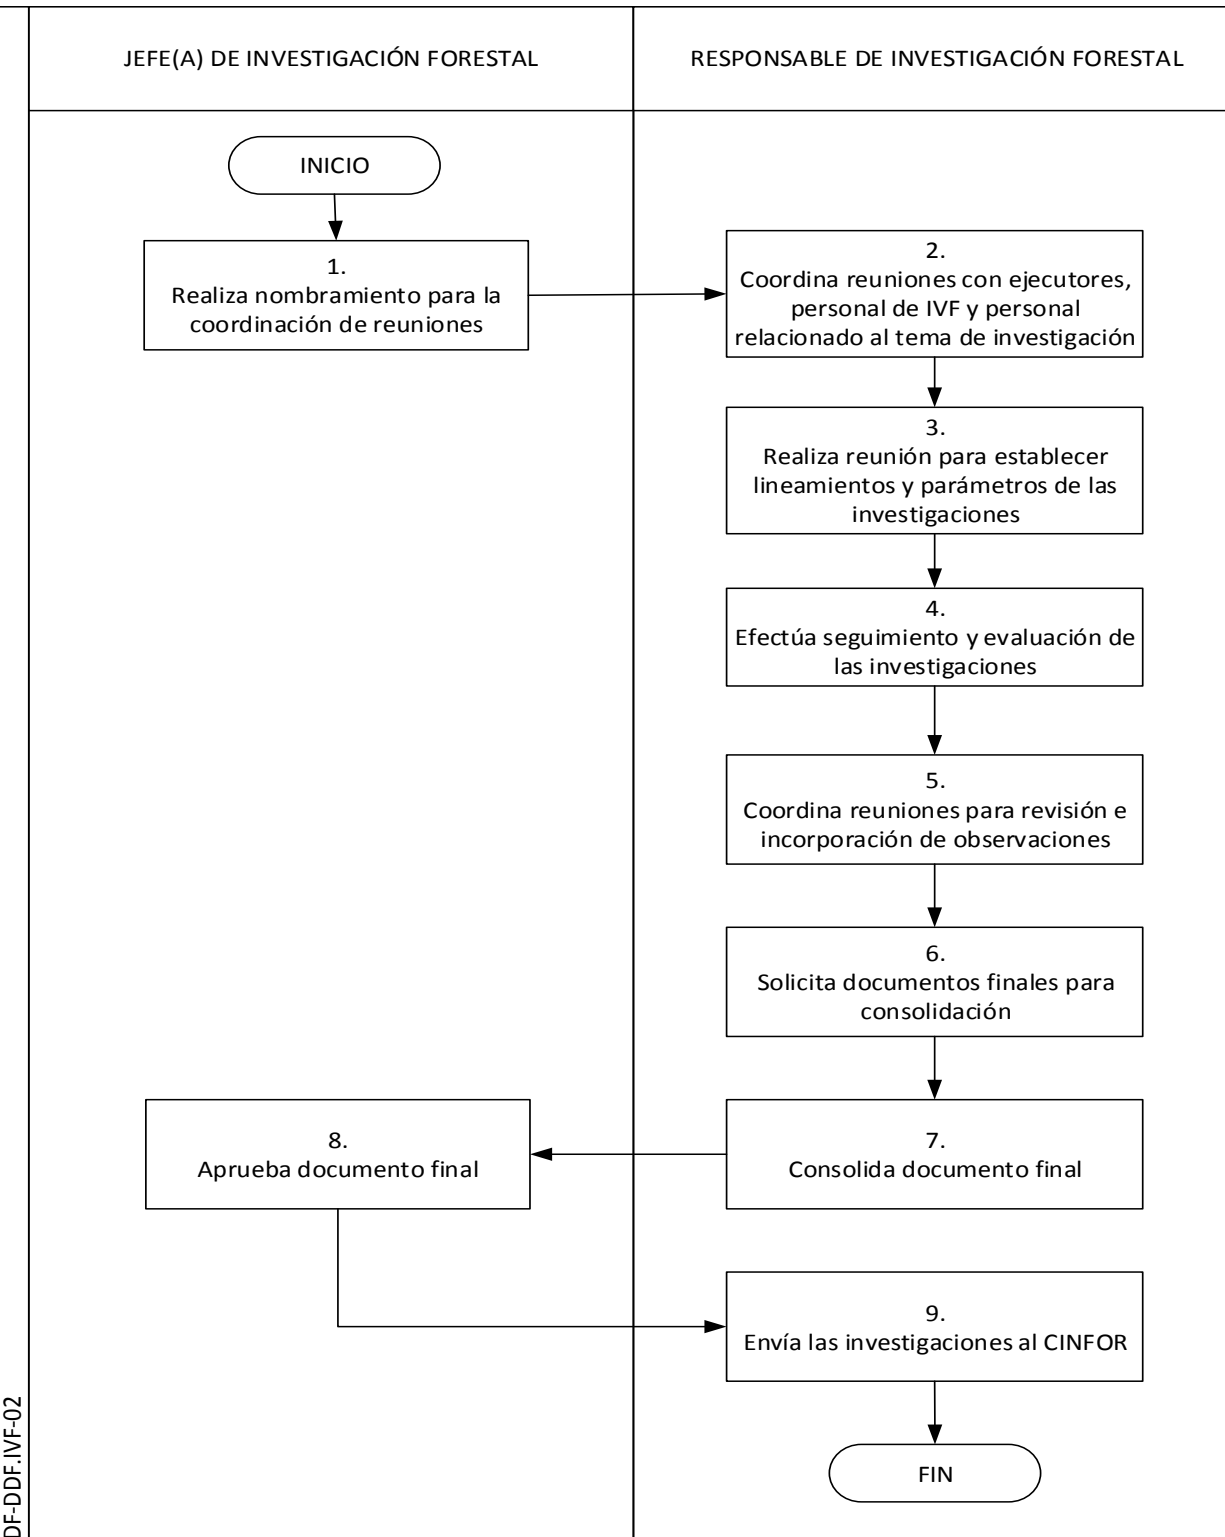 JEFE(A) DE INVESTIGACIÓN FORESTAL
RESPONSABLE DE INVESTIGACIÓN FORESTAL
INICIO
1.
Realiza nombramiento para la
coordinación de reuniones
2.
Coordina reuniones con ejecutores,
personal de IVF y personal
relacionado al tema de investigación
3.
Realiza reunión para establecer
lineamientos y parámetros de las
investigaciones
4.
Efectúa seguimiento y evaluación de
las investigaciones
5.
Coordina reuniones para revisión e
incorporación de observaciones
6.
Solicita documentos finales para
consolidación
7.
Consolida documento final
8.
Aprueba documento final
9.
Envía las investigaciones al CINFOR
FIN
DF-DDF.IVF-02